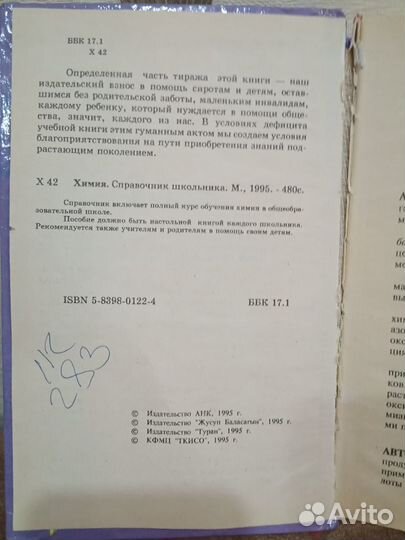 ББК 17.1
Х 42
Определенная часть тиража этой книги — наш
издательский взнос в помощь сиротам и детям, остав-
шимся без родительской заботы, маленьким инвалидам,
каждому ребенку, который нуждается в помощи обще-
ства, значит, каждого из нас. В условиях дефицита
учебной книги этим гуманным актом мы создаем условия
благоприятствования на пути приобретения знаний под-
растающим поколением.
Х 42 Химия. Справочник школьника. М., 1995. - 480с.
Справочник включает полный курс обучения химии в общеобра-
зовательной школе.
Пособие должно быть настольной книгой каждого школьника.
Рекомендуется также учителям и родителям в помощь своим детям.
ISBN 5-8398-0122-4 ББК 17.1
© Издательство АНК, 1995 г.
© Издательство "Жусуп Баласагын", 1995 г.
© Издательство "Туран", 1995 г.
© КФМЦ "ТКИСО", 1995 г.
Avito